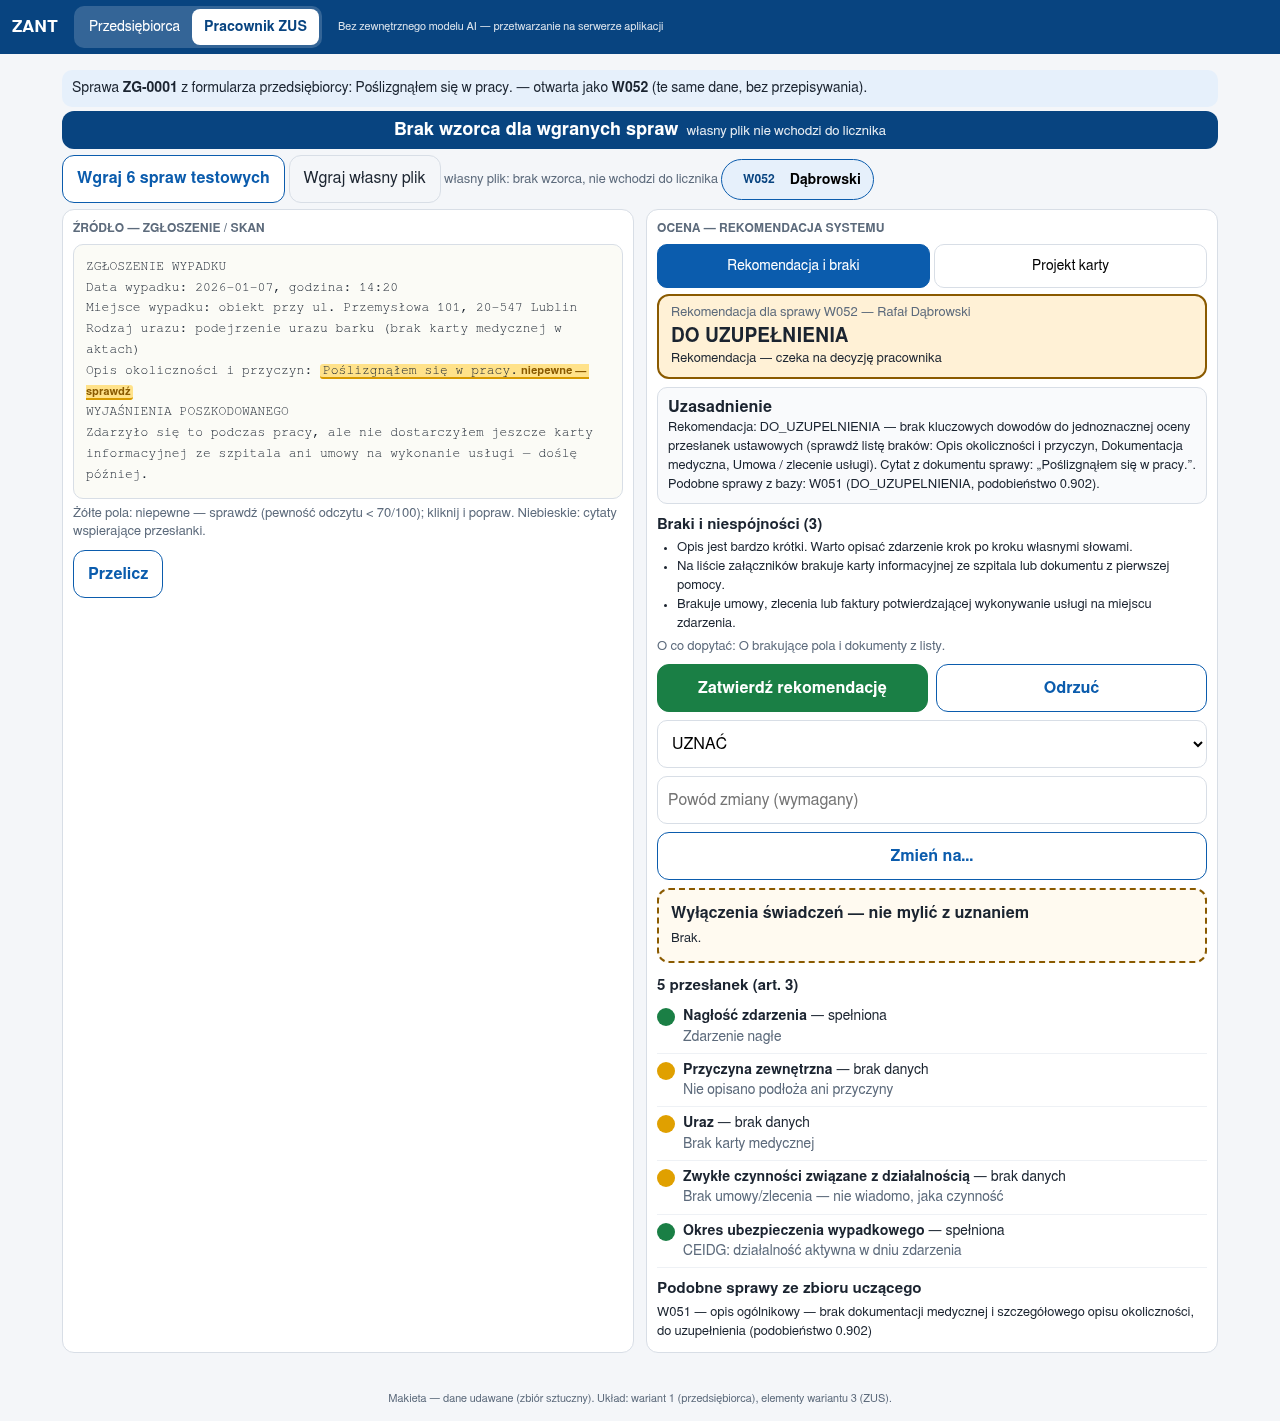 ZANT
Przedsiębiorca
Pracownik ZUS
Bez zewnętrznego modelu AI — przetwarzanie na serwerze aplikacji
Sprawa ZG-0001 z formularza przedsiębiorcy: Poślizgnąłem się w pracy. — otwarta jako W052 (te same dane, bez przepisywania).
Brak wzorca dla wgranych spraw własny plik nie wchodzi do licznika
Wgraj 6 spraw testowych
Wgraj własny plik
własny plik: brak wzorca, nie wchodzi do licznika
W052 Dąbrowski
ŹRÓDŁO — ZGŁOSZENIE / SKAN
ZGŁOSZENIE WYPADKU
Data wypadku: 2026-01-07, godzina: 14:20
Miejsce wypadku: obiekt przy ul. Przemysłowa 101, 20-547 Lublin
Rodzaj urazu: podejrzenie urazu barku (brak karty medycznej w
aktach)
Opis okoliczności i przyczyn: Poślizgnąłem się w pracy. niepewne —
sprawdź
WYJAŚNIENIA POSZKODOWANEGO
Zdarzyło się to podczas pracy, ale nie dostarczyłem jeszcze karty
informacyjnej ze szpitala ani umowy na wykonanie usługi — doślę
później.
Żółte pola: niepewne — sprawdź (pewność odczytu < 70/100); kliknij i popraw. Niebieskie: cytaty
wspierające przesłanki.
Przelicz
OCENA — REKOMENDACJA SYSTEMU
Rekomendacja i braki
Projekt karty
Rekomendacja dla sprawy W052 — Rafał Dąbrowski
DO UZUPEŁNIENIA
Rekomendacja — czeka na decyzję pracownika
Uzasadnienie
Rekomendacja: DO_UZUPELNIENIA — brak kluczowych dowodów do jednoznacznej oceny
przesłanek ustawowych (sprawdź listę braków: Opis okoliczności i przyczyn, Dokumentacja
medyczna, Umowa / zlecenie usługi). Cytat z dokumentu sprawy: „Poślizgnąłem się w pracy.”.
Podobne sprawy z bazy: W051 (DO_UZUPELNIENIA, podobieństwo 0.902).
Braki i niespójności (3)
• Opis jest bardzo krótki. Warto opisać zdarzenie krok po kroku własnymi słowami.
• Na liście załączników brakuje karty informacyjnej ze szpitala lub dokumentu z pierwszej
pomocy.
• Brakuje umowy, zlecenia lub faktury potwierdzającej wykonywanie usługi na miejscu
zdarzenia.
O co dopytać: O brakujące pola i dokumenty z listy.
Zatwierdź rekomendację
Odrzuć
UZNAĆ
Powód zmiany (wymagany)
Zmień na...
Wyłączenia świadczeń — nie mylić z uznaniem
Brak.
5 przesłanek (art. 3)
Nagłość zdarzenia — spełniona
Zdarzenie nagłe
Przyczyna zewnętrzna — brak danych
Nie opisano podłoża ani przyczyny
Uraz — brak danych
Brak karty medycznej
Zwykłe czynności związane z działalnością — brak danych
Brak umowy/zlecenia — nie wiadomo, jaka czynność
Okres ubezpieczenia wypadkowego — spełniona
CEIDG: działalność aktywna w dniu zdarzenia
Podobne sprawy ze zbioru uczącego
W051 — opis ogólnikowy — brak dokumentacji medycznej i szczegółowego opisu okoliczności,
do uzupełnienia (podobieństwo 0.902)
Makieta — dane udawane (zbiór sztuczny). Układ: wariant 1 (przedsiębiorca), elementy wariantu 3 (ZUS).